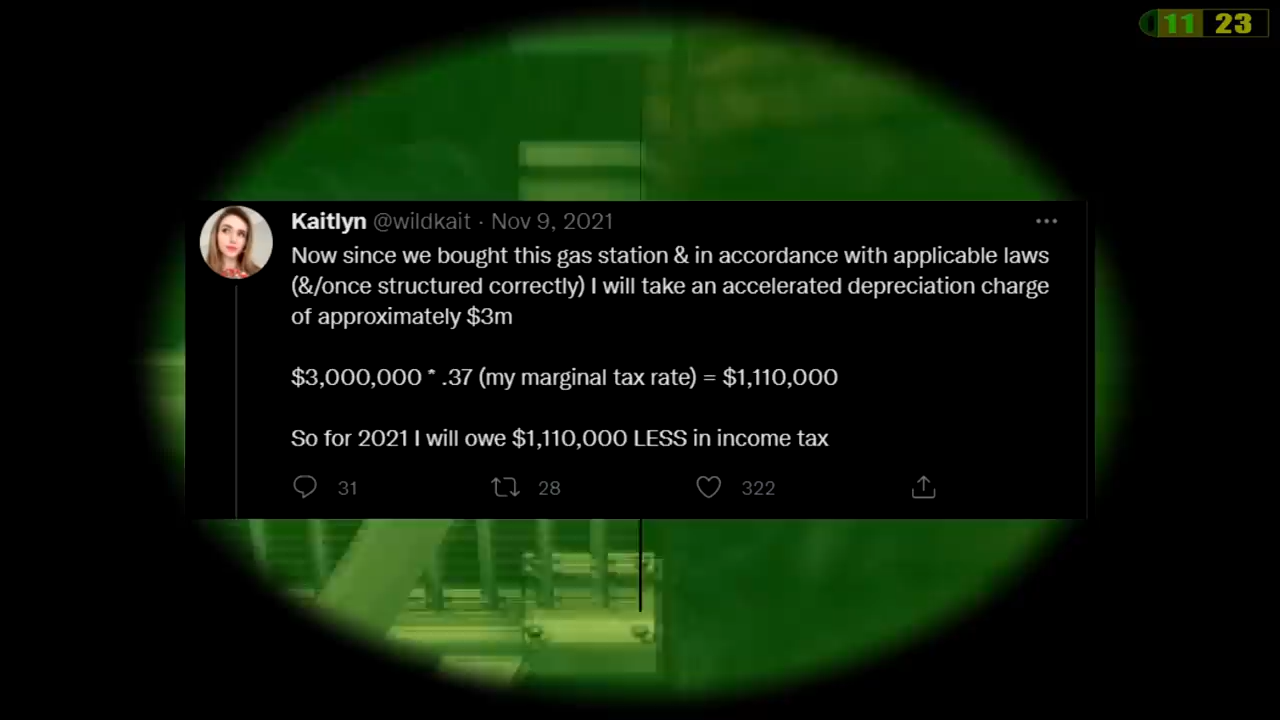 11 23
Kaitlyn @wildkait · Nov 9, 2021
Now since we bought this gas station & in accordance with applicable laws
(&/once structured correctly) I will take an accelerated depreciation charge
of approximately $3m
$3,000,000 * .37 (my marginal tax rate) = $1,110,000
So for 2021 I will owe $1,110,000 LESS in income tax
31 28 322